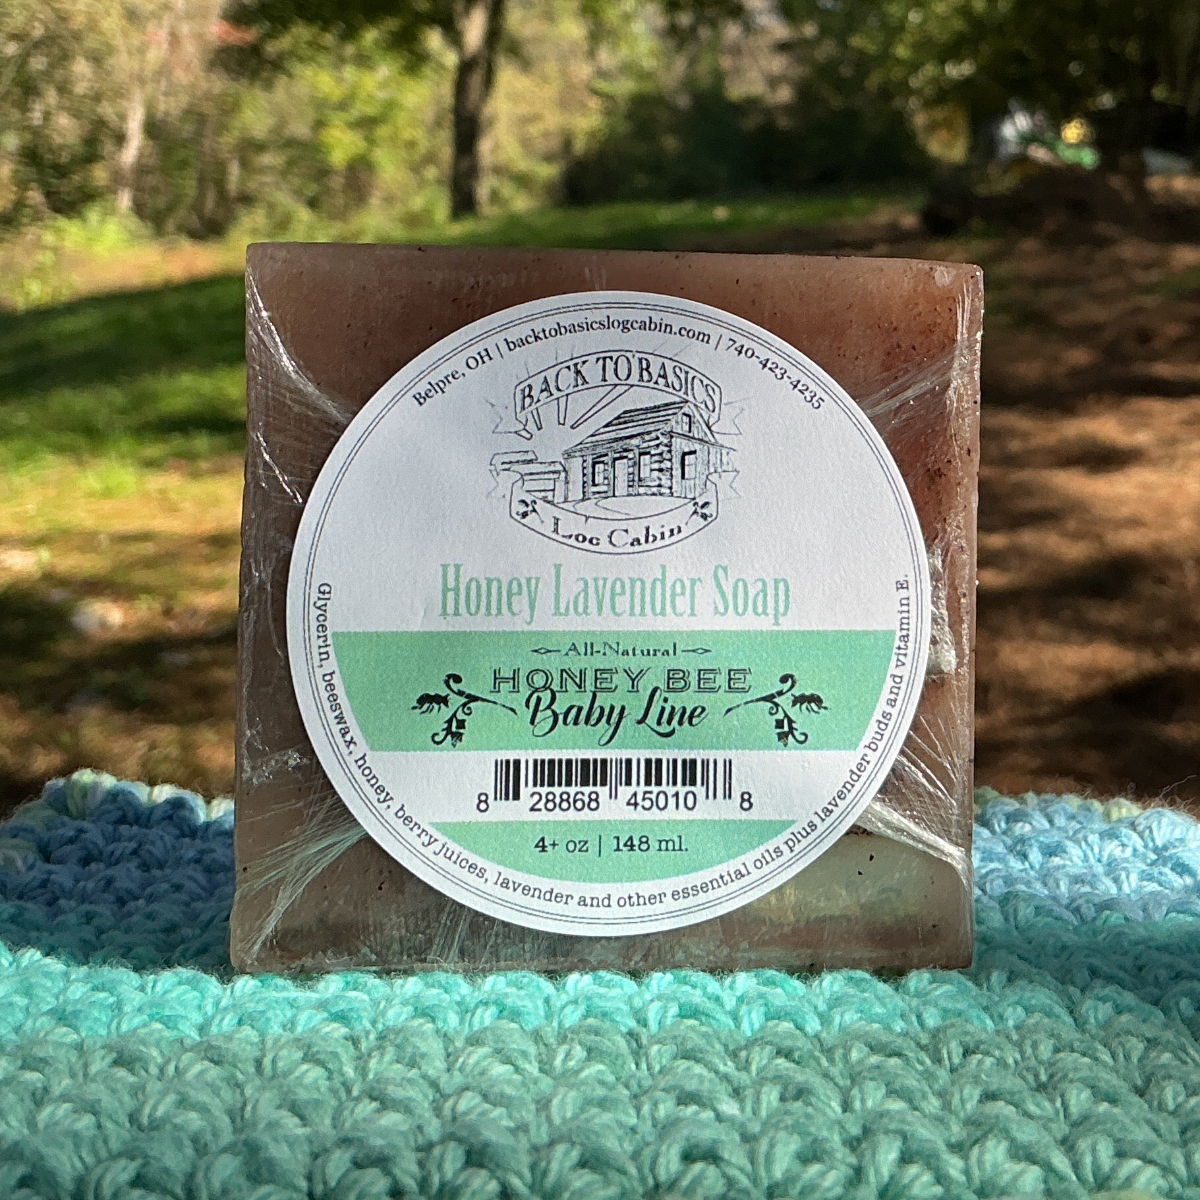 Belpre, OH | backtobasicslogcabin.com | 740-423-4235
BACK TO BASICS
Log Cabin
Honey Lavender Soap
All-Natural
HONEY BEE
Baby Line
8 28868 45010 8
4+ oz | 148 ml.
Glycerin, beeswax, honey, berry juices, lavender and other essential oils plus lavender buds and vitamin E.